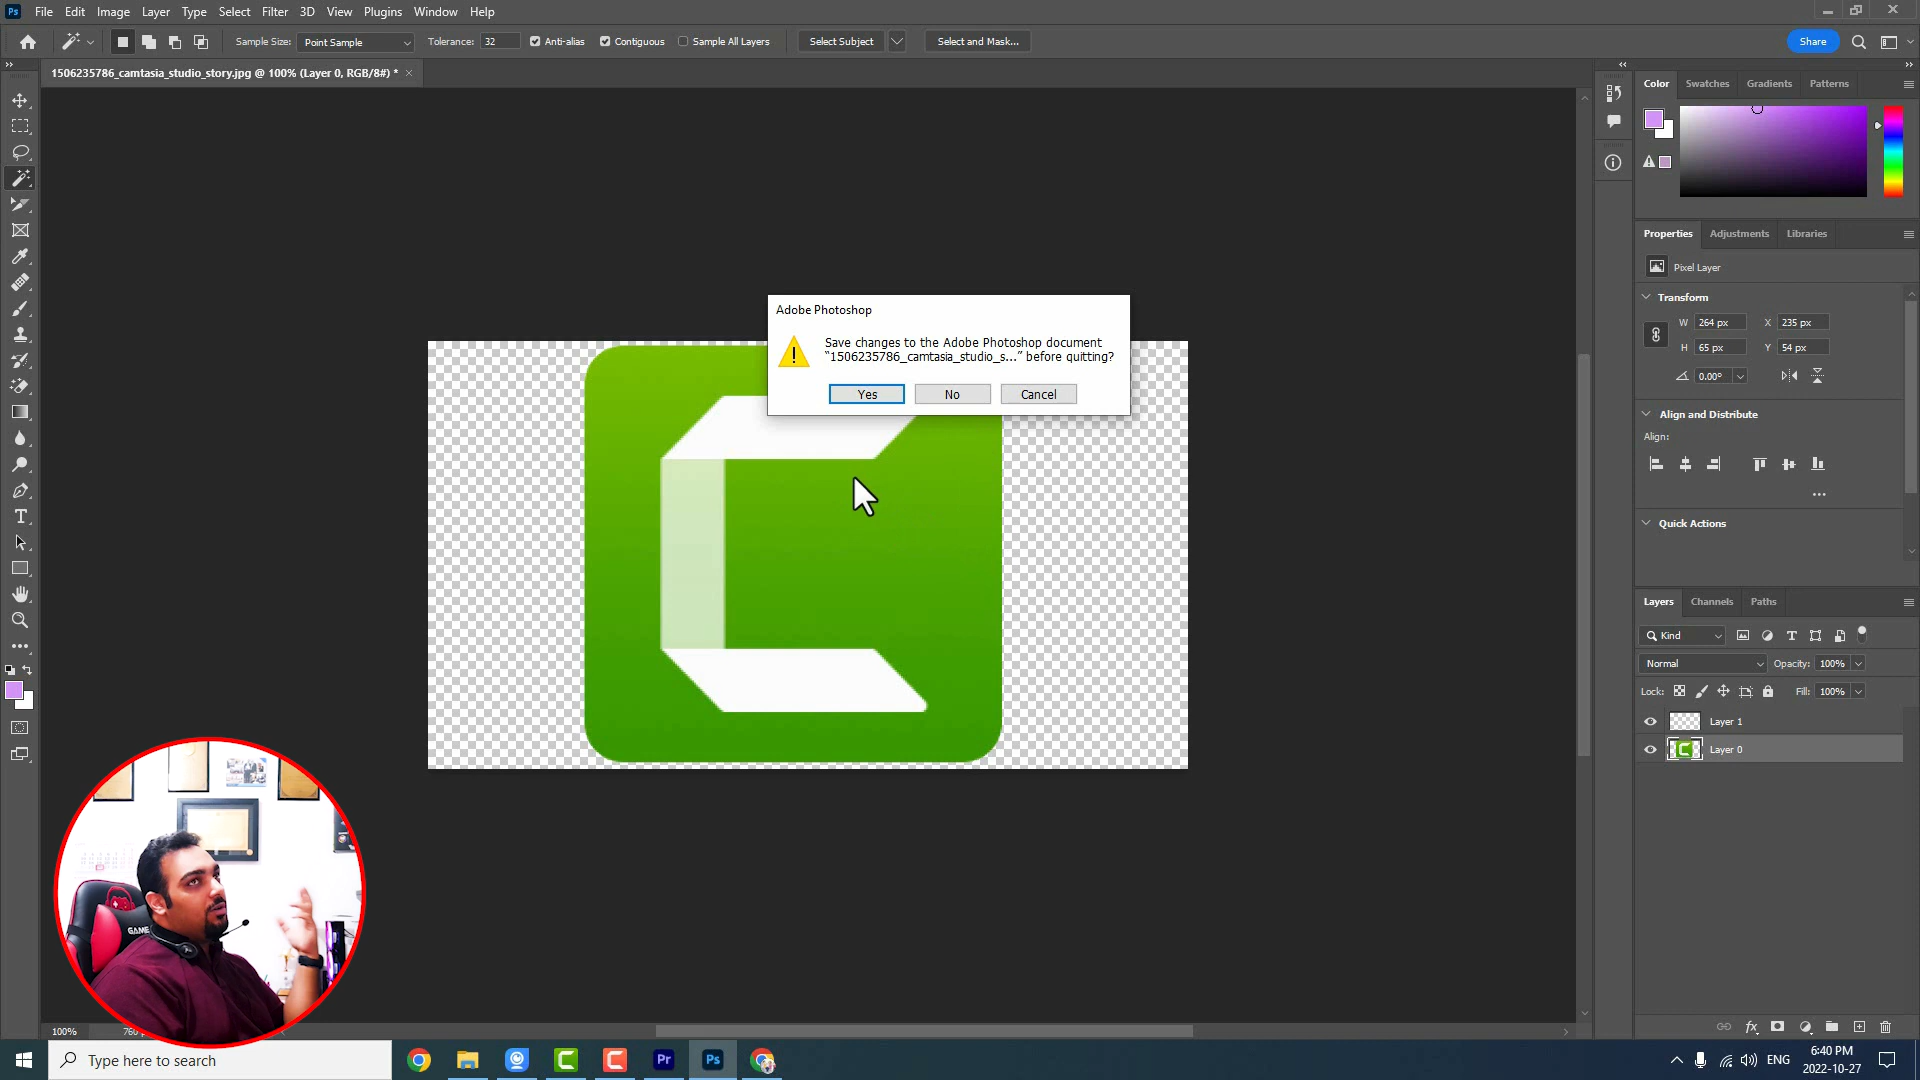 Ps File Edit Image Layer Type Select Filter 3D View Plugins Window Help
Sample Size: Point Sample Tolerance: 32 Anti-alias Contiguous Sample All Layers Select Subject Select and Mask... Share
1506235786_camtasia_studio_story.jpg @ 100% (Layer 0, RGB/8#) * ×
Color Swatches Gradients Patterns
Properties Adjustments Libraries
Pixel Layer
Transform
W 264 px X 235 px
H 65 px Y 54 px
0.00°
Align and Distribute
Align:
Quick Actions
Adobe Photoshop
Save changes to the Adobe Photoshop document
“1506235786_camtasia_studio_s...” before quitting?
Yes No Cancel
Layers Channels Paths
Kind
Normal Opacity: 100%
Lock: Fill: 100%
Layer 1
Layer 0
fx
GAME
100%
Type here to search
Pr Ps
ENG
6:40 PM
2022-10-27